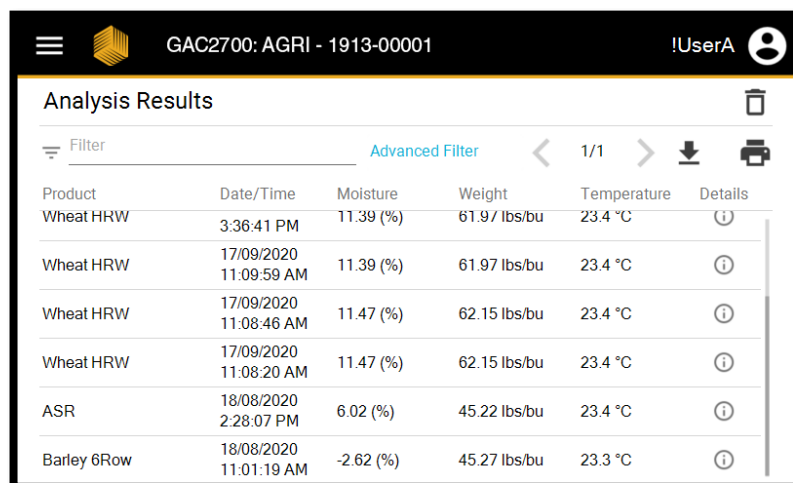 GAC2700: AGRI - 1913-00001 !UserA
Analysis Results
Filter Advanced Filter 1/1
Product Date/Time Moisture Weight Temperature Details
Wheat HRW 3:36:41 PM 11.39 (%) 61.97 lbs/bu 23.4 °C
Wheat HRW 17/09/2020 11:09:59 AM 11.39 (%) 61.97 lbs/bu 23.4 °C
Wheat HRW 17/09/2020 11:08:46 AM 11.47 (%) 62.15 lbs/bu 23.4 °C
Wheat HRW 17/09/2020 11:08:20 AM 11.47 (%) 62.15 lbs/bu 23.4 °C
ASR 18/08/2020 2:28:07 PM 6.02 (%) 45.22 lbs/bu 23.4 °C
Barley 6Row 18/08/2020 11:01:19 AM -2.62 (%) 45.27 lbs/bu 23.3 °C